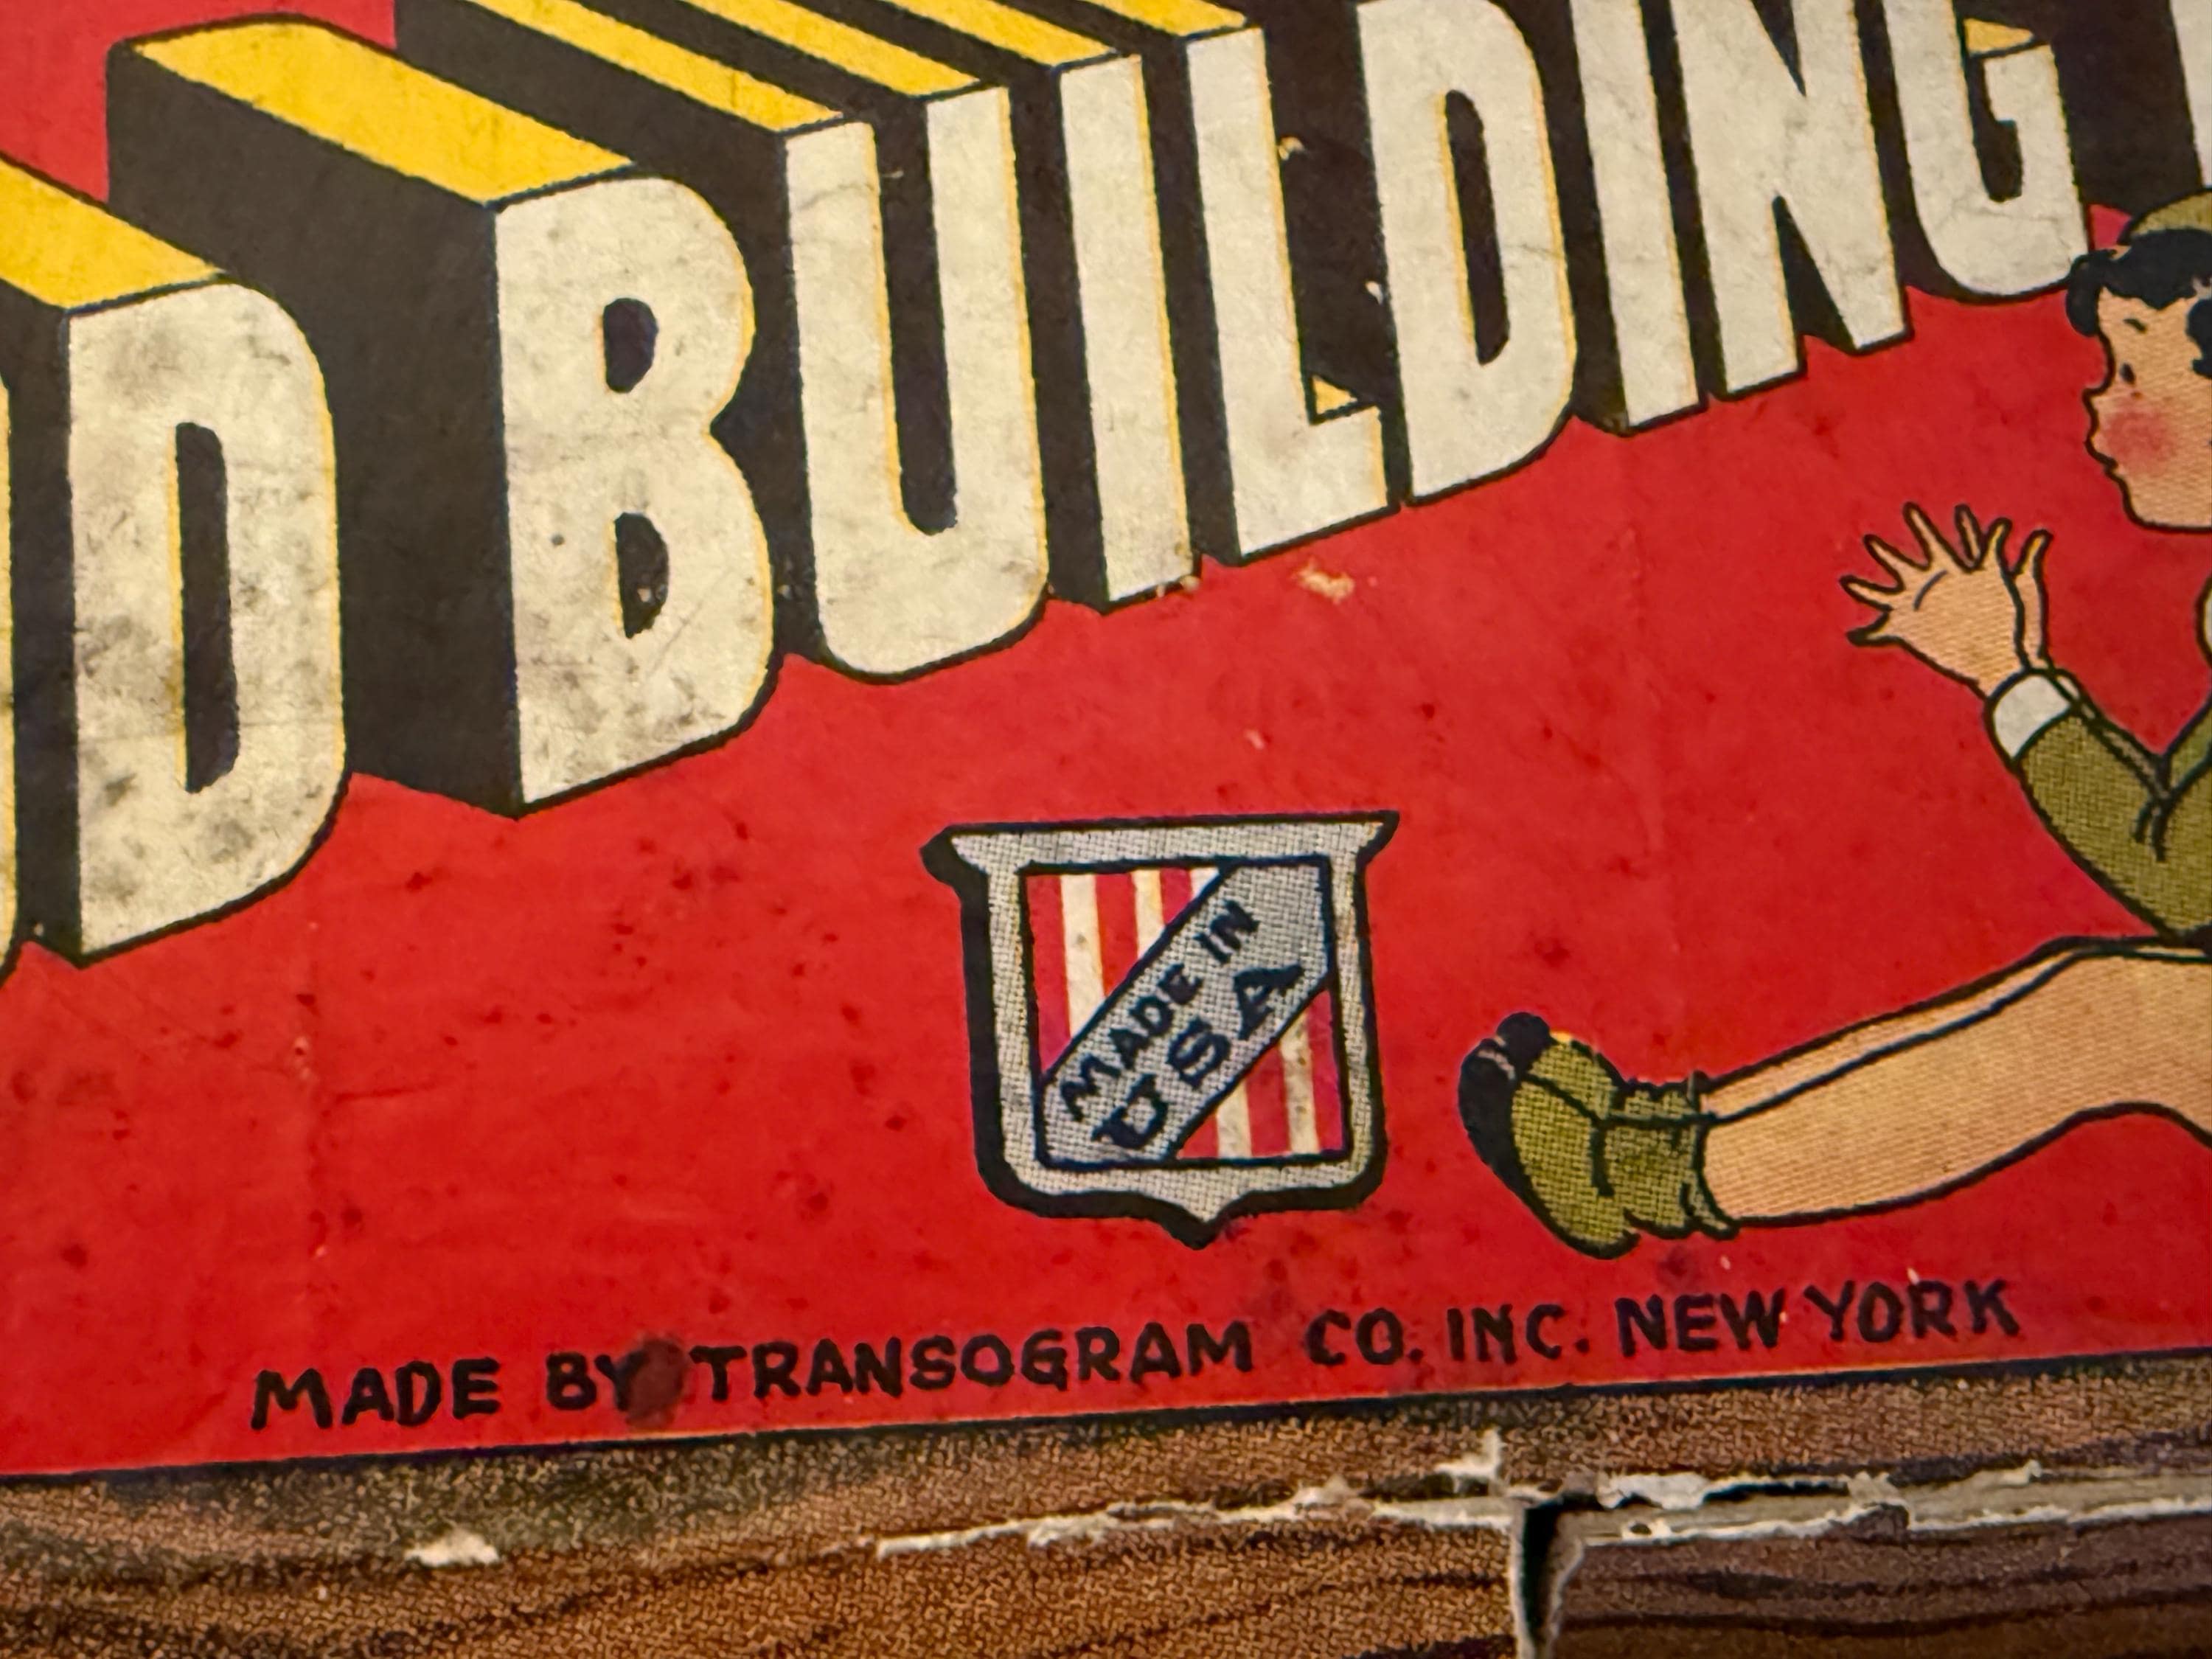 D BUILDING
MADE IN
USA
MADE BY TRANSOGRAM CO. INC. NEW YORK